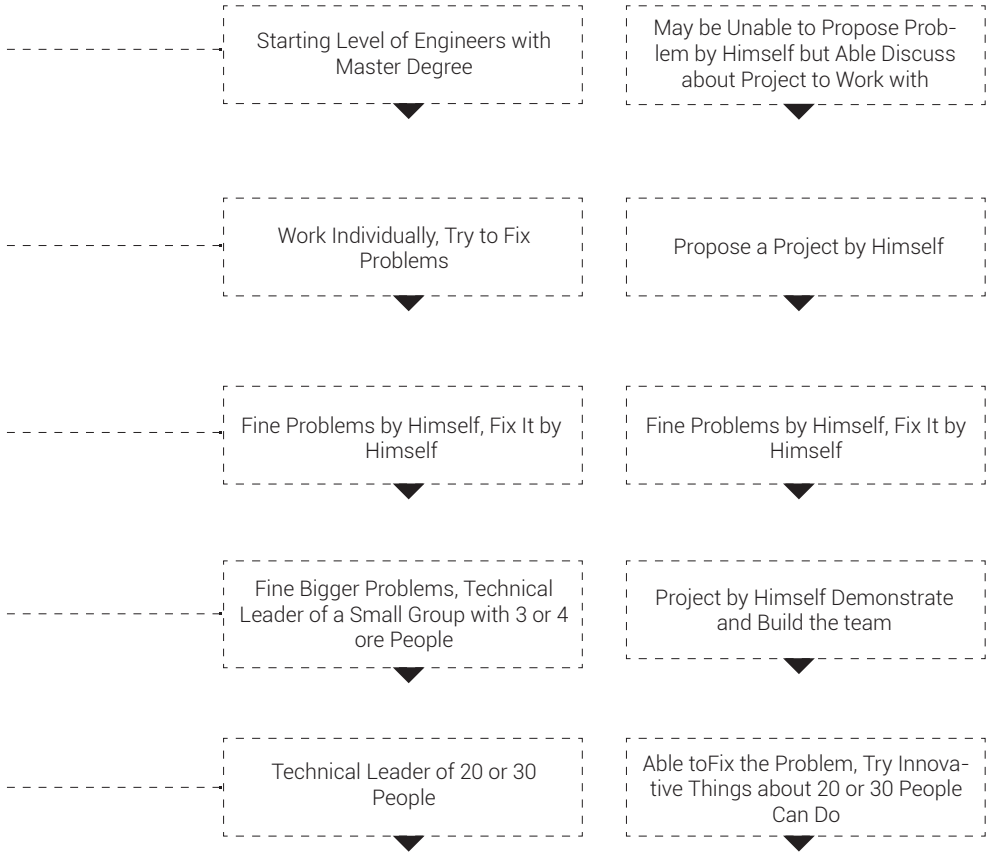 Starting Level of Engineers with
Master Degree
May be Unable to Propose Prob-
lem by Himself but Able Discuss
about Project to Work with
Work Individually, Try to Fix
Problems
Propose a Project by Himself
Fine Problems by Himself, Fix It by
Himself
Fine Problems by Himself, Fix It by
Himself
Fine Bigger Problems, Technical
Leader of a Small Group with 3 or 4
ore People
Project by Himself Demonstrate
and Build the team
Technical Leader of 20 or 30
People
Able toFix the Problem, Try Innova-
tive Things about 20 or 30 People
Can Do